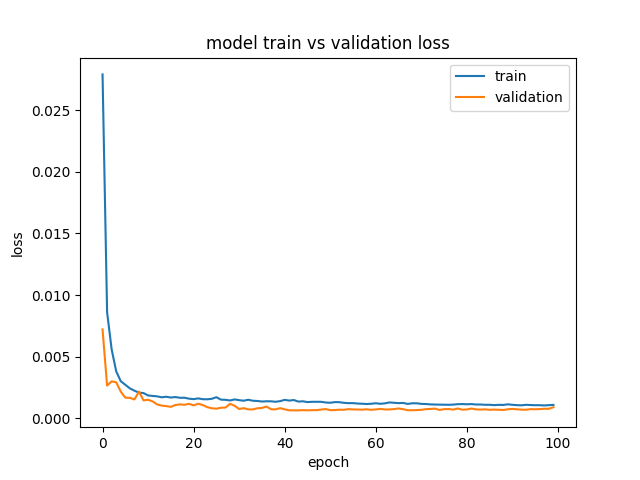 model train vs validation loss
train
validation
0.025
0.020
0.015
0.010
0.005
0.000
loss
0 20 40 60 80 100
epoch